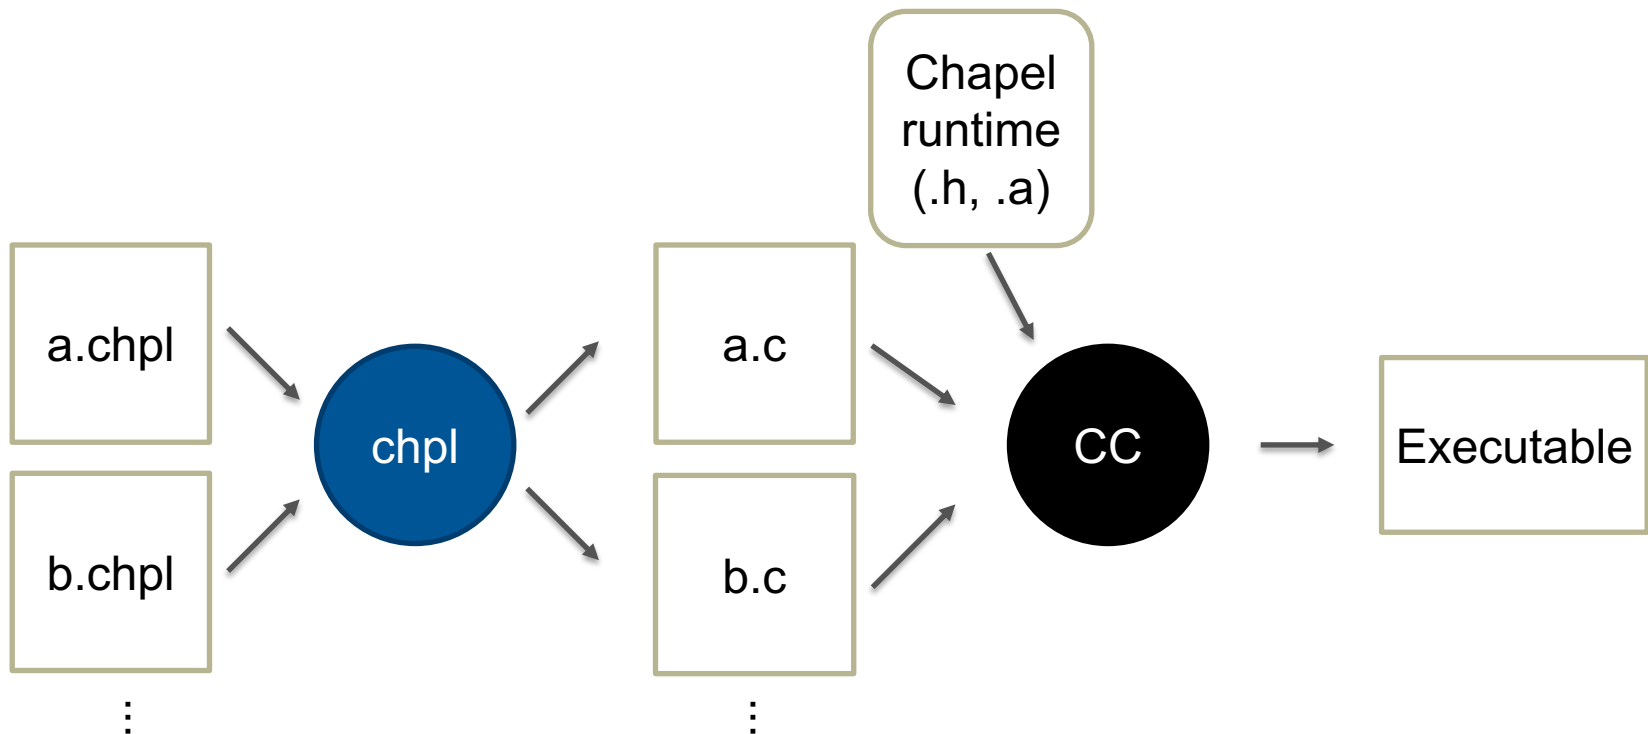 Chapel
runtime
(.h, .a)
a.chpl
b.chpl
⋮
chpl
a.c
b.c
⋮
CC
Executable